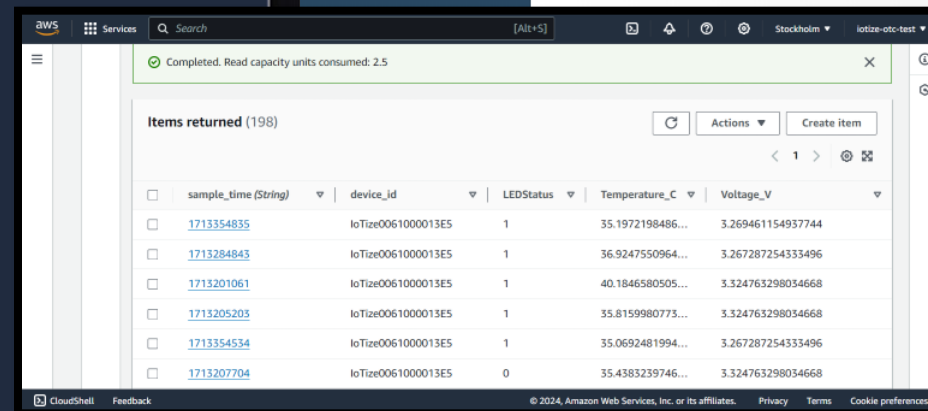 aws Services Search [Alt+S] Stockholm iotize-otc-test
Completed. Read capacity units consumed: 2.5
Items returned (198) Actions Create item
1
sample_time (String) device_id LEDStatus Temperature_C Voltage_V
1713354835 IoTize0061000013E5 1 35.1972198486... 3.269461154937744
1713284843 IoTize0061000013E5 1 36.9247550964... 3.267287254333496
1713201061 IoTize0061000013E5 1 40.1846580505... 3.324763298034668
1713205203 IoTize0061000013E5 1 35.8159980773... 3.324763298034668
1713354534 IoTize0061000013E5 1 35.0692481994... 3.267287254333496
1713207704 IoTize0061000013E5 0 35.4383239746... 3.324763298034668
CloudShell Feedback © 2024, Amazon Web Services, Inc. or its affiliates. Privacy Terms Cookie preferences